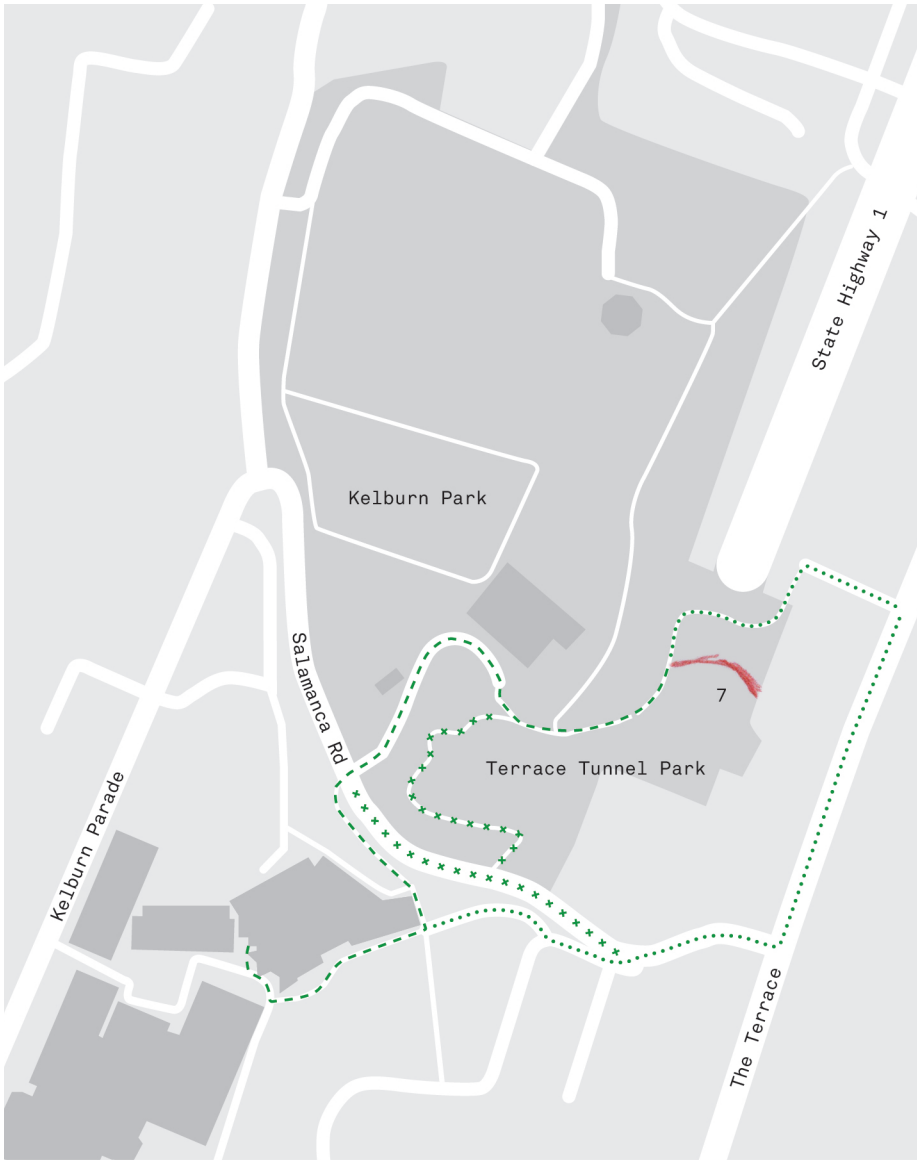 State Highway 1
Kelburn Park
Salamanca Rd
7
Terrace Tunnel Park
Kelburn Parade
The Terrace